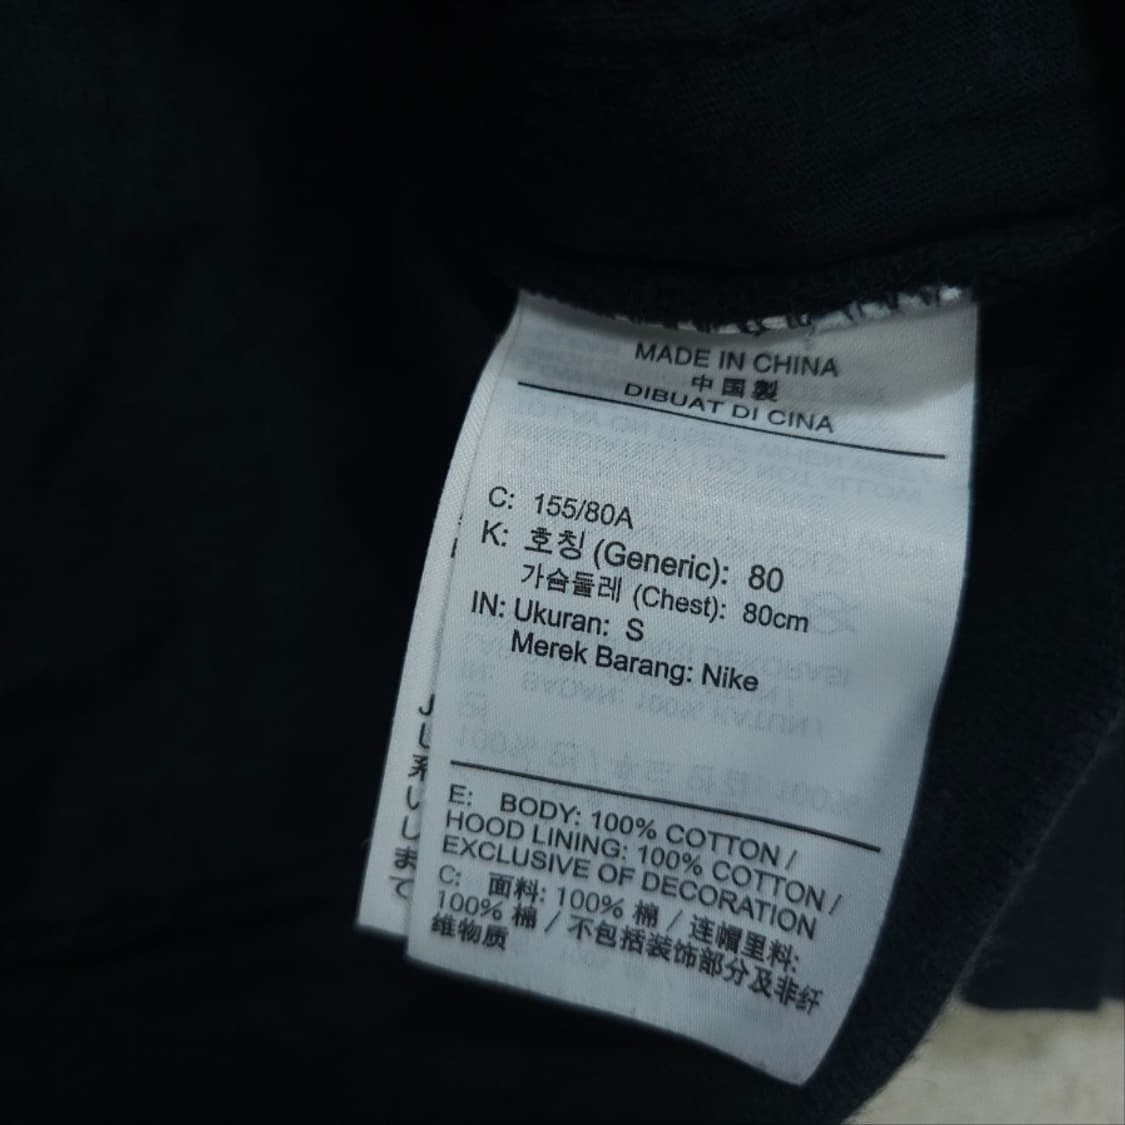 MADE IN CHINA
中国製
DIBUAT DI CINA
C: 155/80A
K: 호칭 (Generic): 80
가슴둘레 (Chest): 80cm
IN: Ukuran: S
Merek Barang: Nike
E: BODY: 100% COTTON /
HOOD LINING: 100% COTTON /
EXCLUSIVE OF DECORATION
C: 面料: 100% 棉 / 连帽里料:
100% 棉 / 不包括装饰部分及非纤
维物质